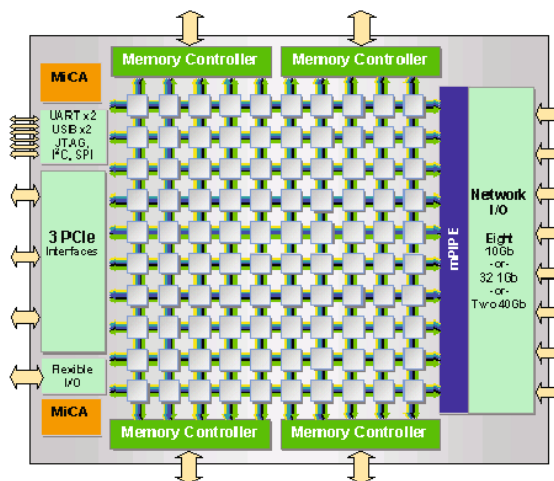 Memory Controller
Memory Controller
MiCA
UART x2
USB x2
JTAG,
I²C, SPI
3 PCIe
Interfaces
Flexible
I/O
MiCA
mPIPE
Network
I/O
Eight
10Gb
-or-
32 1Gb
-or-
Two 40Gb
Memory Controller
Memory Controller